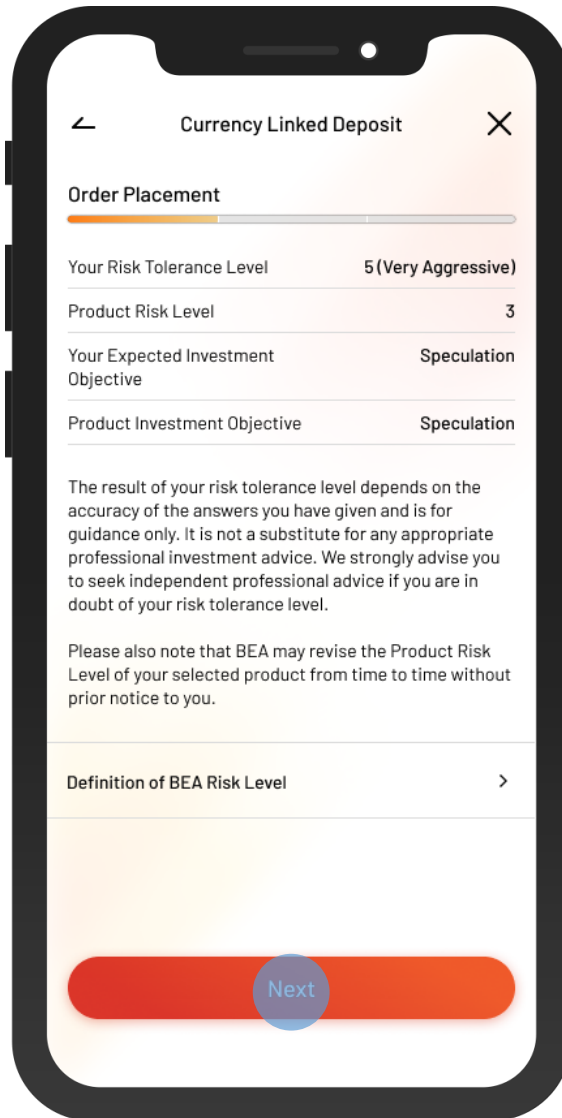 Currency Linked Deposit
Order Placement
Your Risk Tolerance Level 5 (Very Aggressive)
Product Risk Level 3
Your Expected Investment Speculation
Objective
Product Investment Objective Speculation
The result of your risk tolerance level depends on the
accuracy of the answers you have given and is for
guidance only. It is not a substitute for any appropriate
professional investment advice. We strongly advise you
to seek independent professional advice if you are in
doubt of your risk tolerance level.
Please also note that BEA may revise the Product Risk
Level of your selected product from time to time without
prior notice to you.
Definition of BEA Risk Level
Next